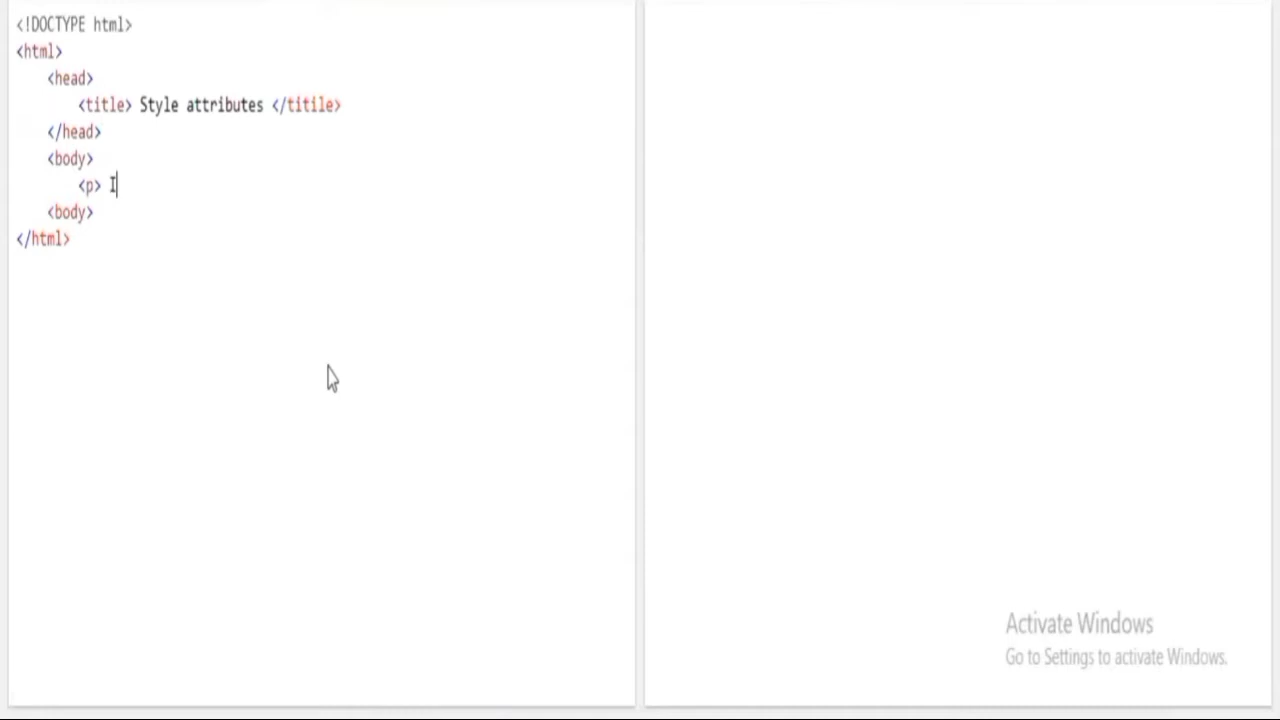 <!DOCTYPE html>
<html>
<head>
<title> Style attributes </titile>
</head>
<body>
<p> I
<body>
</html>
Activate Windows
Go to Settings to activate Windows.